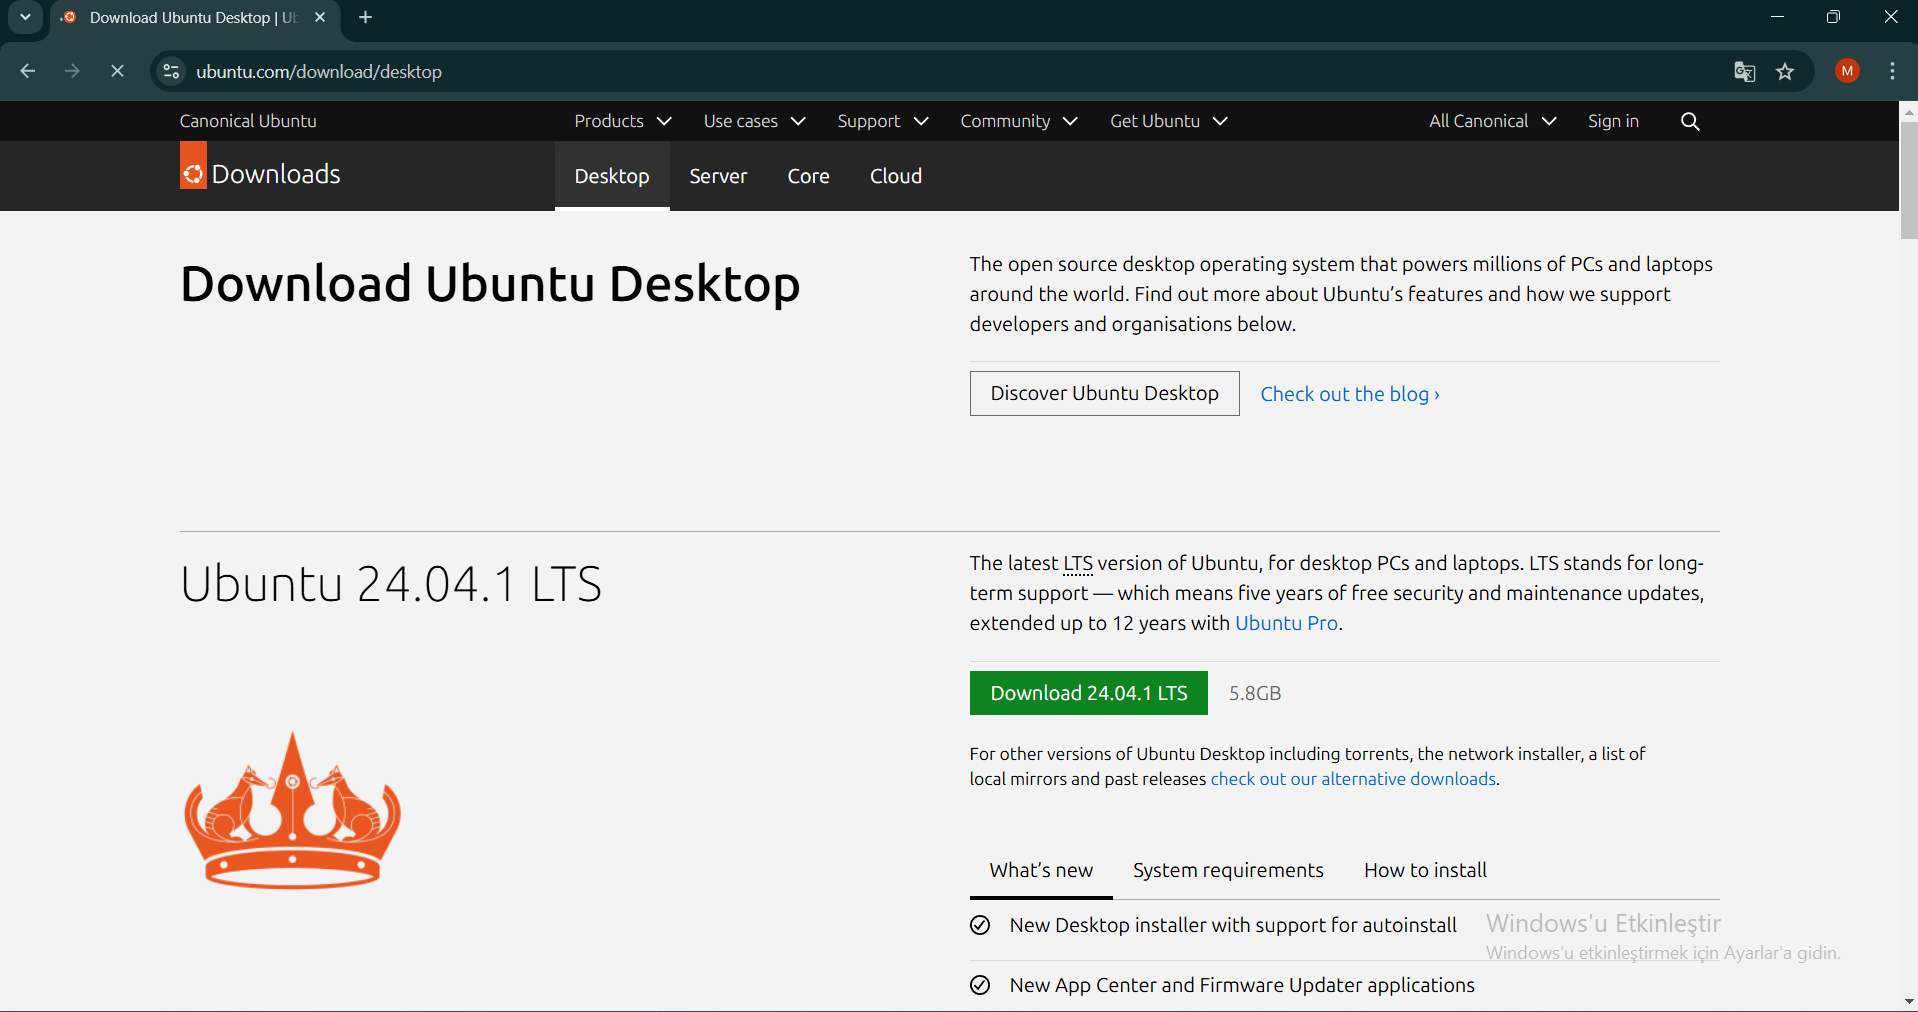 Download Ubuntu Desktop | Ub
ubuntu.com/download/desktop
M
Canonical Ubuntu
Products
Use cases
Support
Community
Get Ubuntu
All Canonical
Sign in
Downloads
Desktop
Server
Core
Cloud
Download Ubuntu Desktop
The open source desktop operating system that powers millions of PCs and laptops
around the world. Find out more about Ubuntu’s features and how we support
developers and organisations below.
Discover Ubuntu Desktop
Check out the blog ›
Ubuntu 24.04.1 LTS
The latest LTS version of Ubuntu, for desktop PCs and laptops. LTS stands for long-
term support — which means five years of free security and maintenance updates,
extended up to 12 years with Ubuntu Pro.
Download 24.04.1 LTS
5.8GB
For other versions of Ubuntu Desktop including torrents, the network installer, a list of
local mirrors and past releases check out our alternative downloads.
What’s new
System requirements
How to install
New Desktop installer with support for autoinstall
New App Center and Firmware Updater applications
Windows'u Etkinleştir
Windows'u etkinleştirmek için Ayarlar'a gidin.